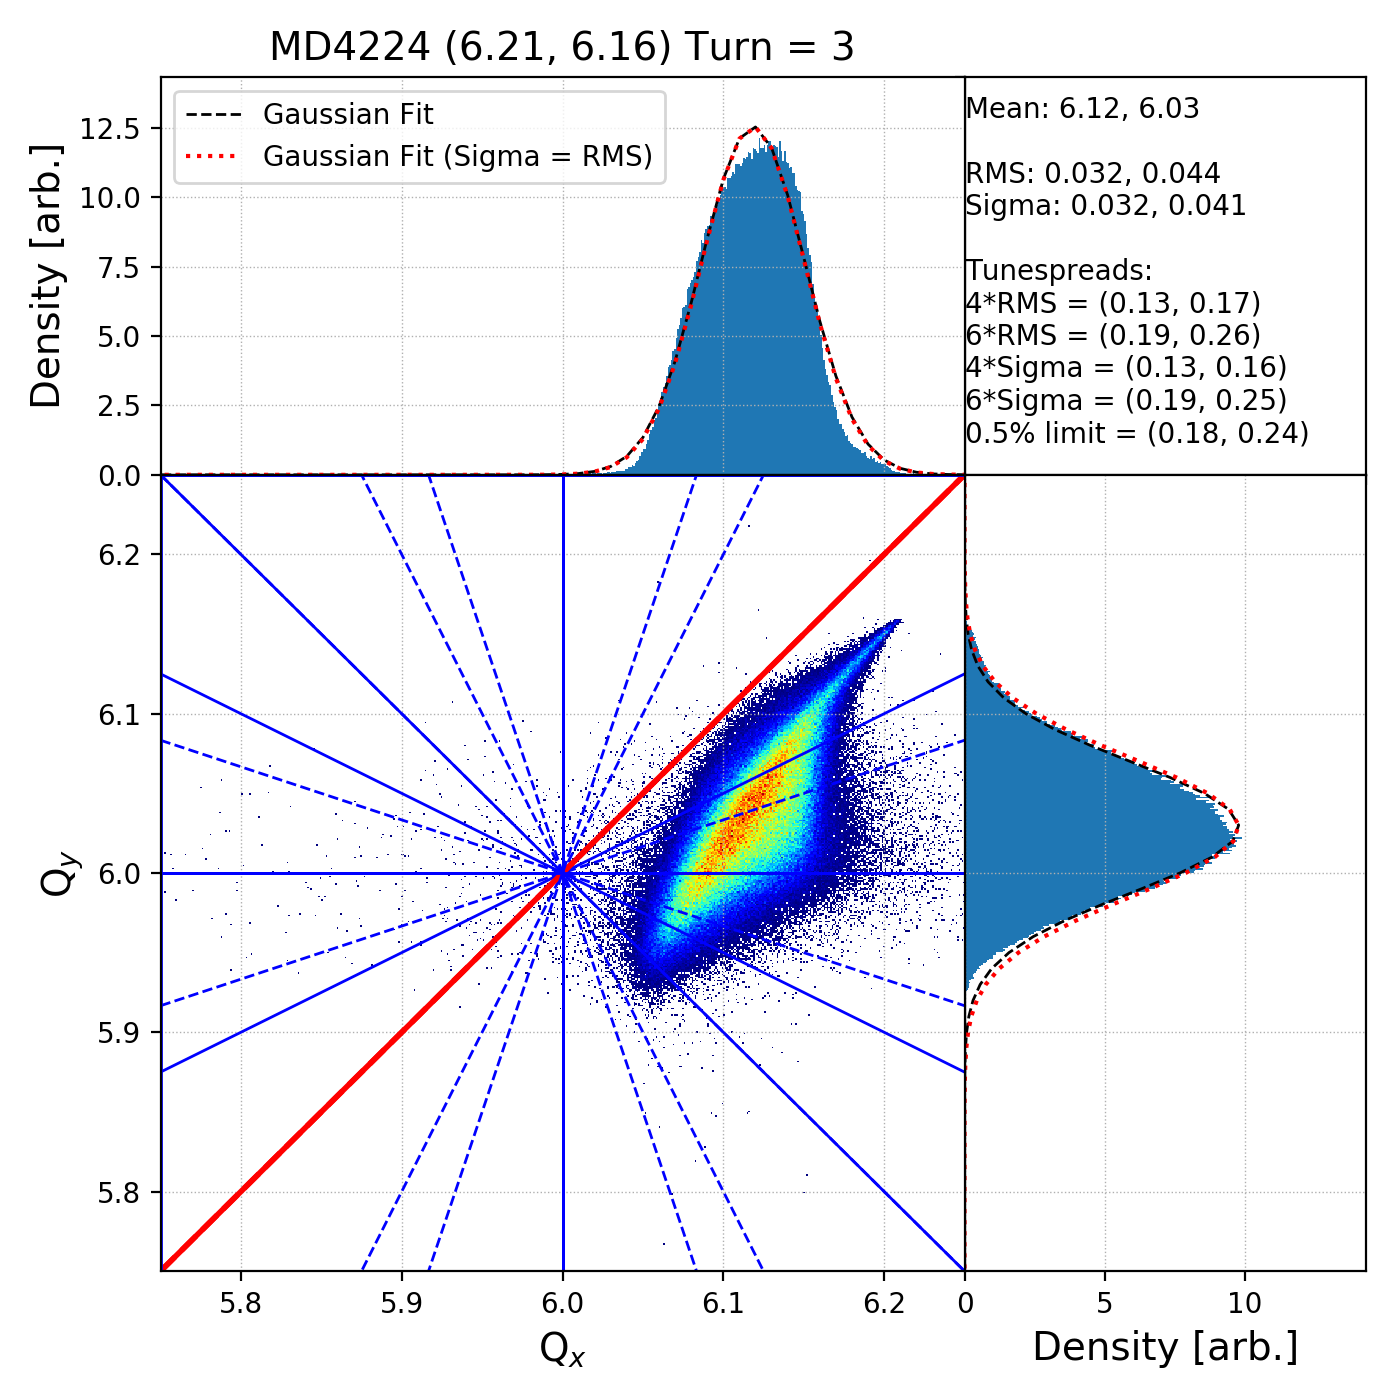 MD4224 (6.21, 6.16) Turn = 3
Gaussian Fit
Gaussian Fit (Sigma = RMS)
Density [arb.]
12.5
10.0
7.5
5.0
2.5
0.0
Mean: 6.12, 6.03
RMS: 0.032, 0.044
Sigma: 0.032, 0.041
Tunespreads:
4*RMS = (0.13, 0.17)
6*RMS = (0.19, 0.26)
4*Sigma = (0.13, 0.16)
6*Sigma = (0.19, 0.25)
0.5% limit = (0.18, 0.24)
Qy
6.2
6.1
6.0
5.9
5.8
5.8 5.9 6.0 6.1 6.2
Qx
0 5 10
Density [arb.]